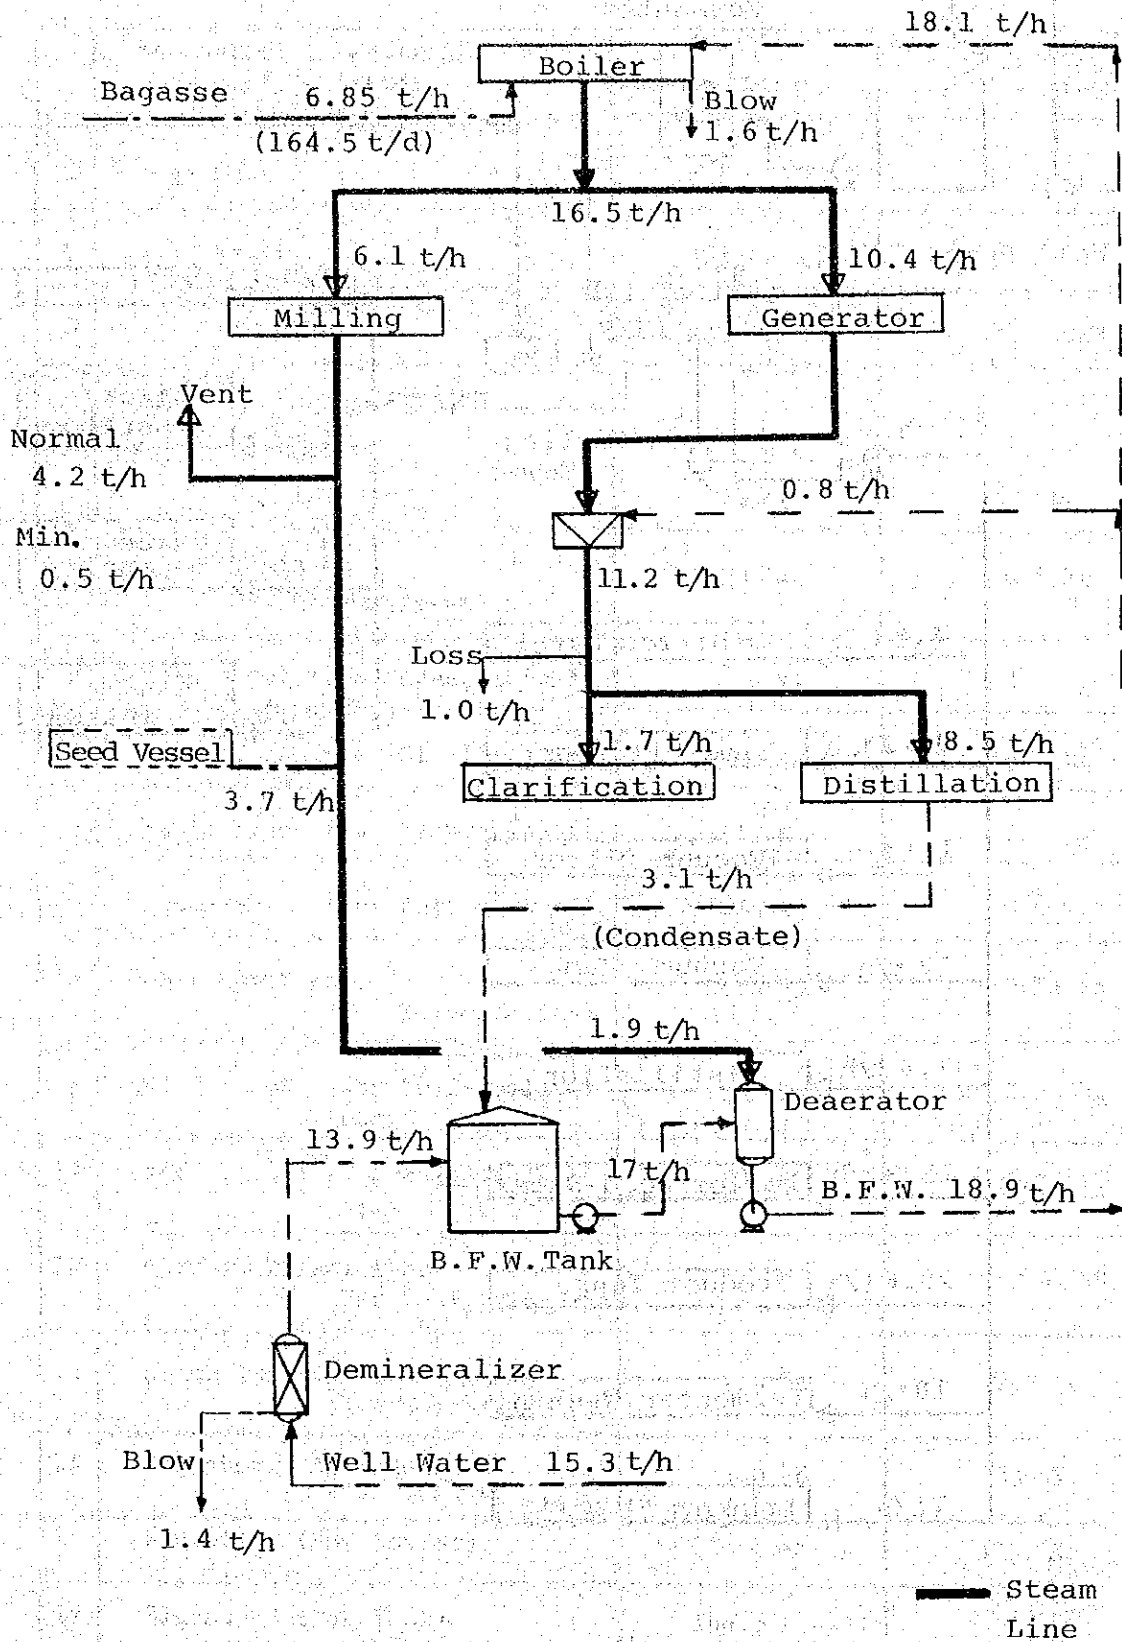 18.1 t/h
Boiler
Bagasse 6.85 t/h
(164.5 t/d)
Blow
1.6 t/h
16.5 t/h
6.1 t/h
10.4 t/h
Milling
Generator
Vent
Normal
4.2 t/h
Min.
0.5 t/h
0.8 t/h
11.2 t/h
Loss
1.0 t/h
1.7 t/h
8.5 t/h
Seed Vessel
3.7 t/h
Clarification
Distillation
3.1 t/h
(Condensate)
1.9 t/h
Deaerator
13.9 t/h
17 t/h
B.F.W. 18.9 t/h
B.F.W. Tank
Demineralizer
Blow
Well Water 15.3 t/h
1.4 t/h
Steam
Line